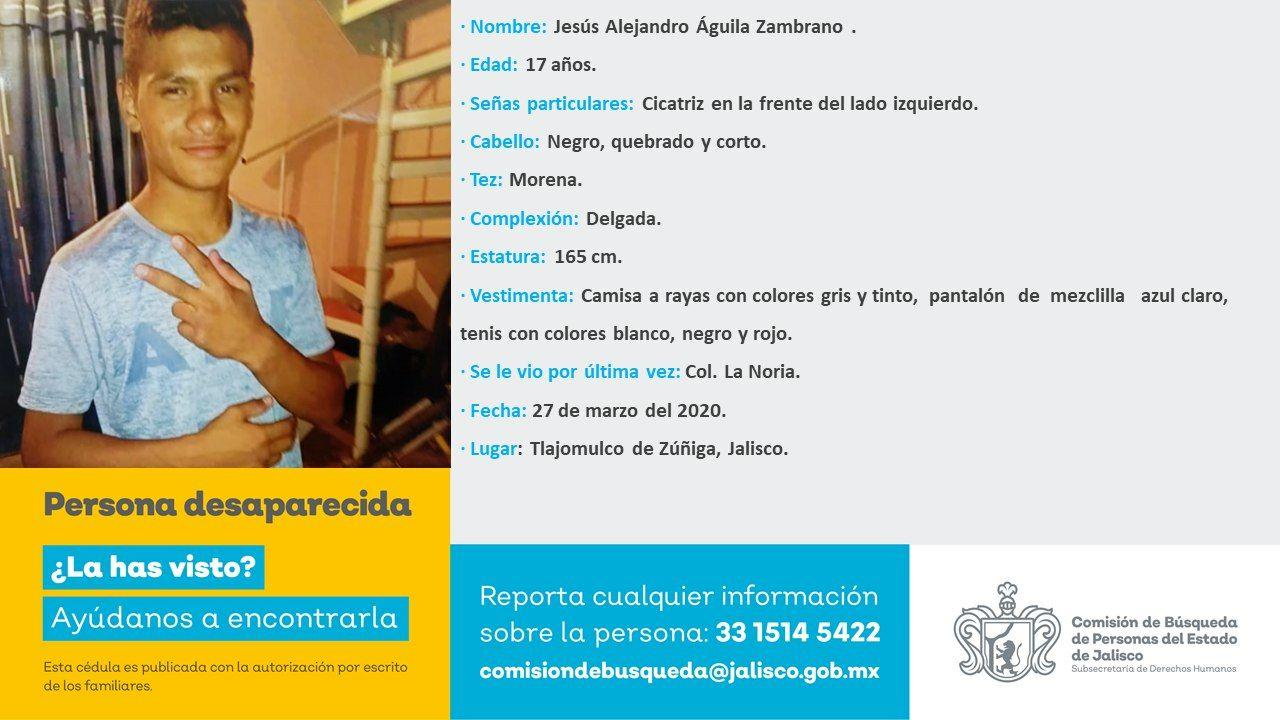 · Nombre: Jesús Alejandro Águila Zambrano .
· Edad: 17 años.
· Señas particulares: Cicatriz en la frente del lado izquierdo.
· Cabello: Negro, quebrado y corto.
· Tez: Morena.
· Complexión: Delgada.
· Estatura: 165 cm.
· Vestimenta: Camisa a rayas con colores gris y tinto, pantalón de mezclilla azul claro,
tenis con colores blanco, negro y rojo.
· Se le vio por última vez: Col. La Noria.
· Fecha: 27 de marzo del 2020.
· Lugar: Tlajomulco de Zúñiga, Jalisco.
Persona desaparecida
¿La has visto?
Ayúdanos a encontrarla
Esta cédula es publicada con la autorización por escrito
de los familiares.
Reporta cualquier información
sobre la persona: 33 1514 5422
comisiondebusqueda@jalisco.gob.mx
Comisión de Búsqueda
de Personas del Estado
de Jalisco
Subsecretaría de Derechos Humanos